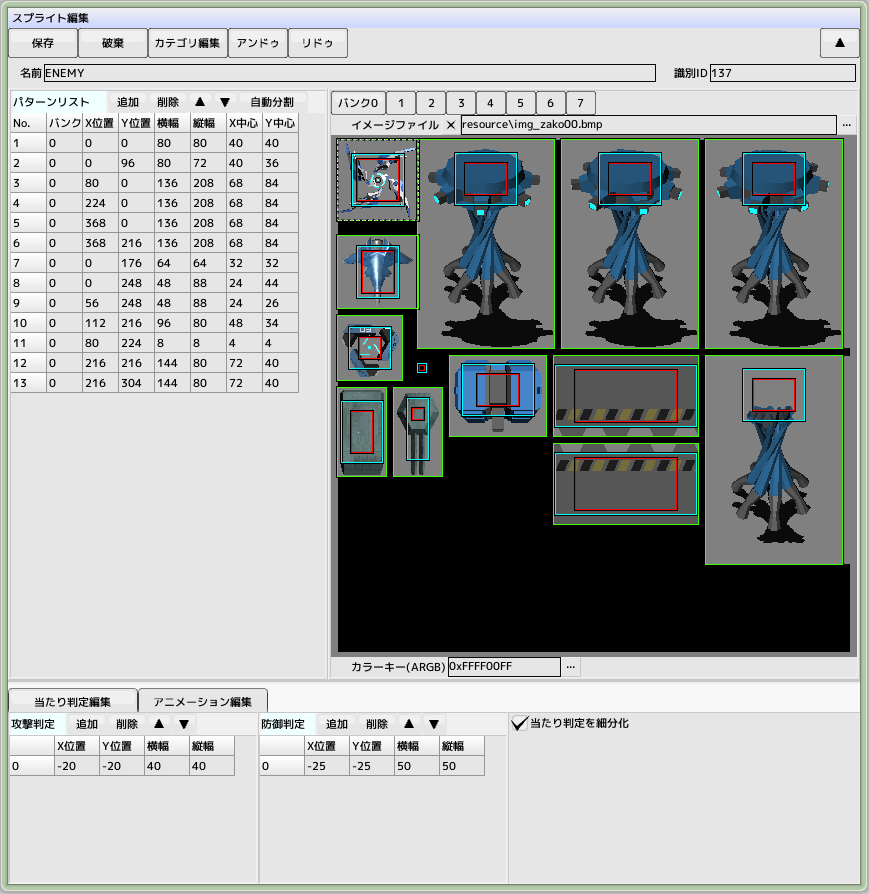 スプライト編集
保存 破棄 カテゴリ編集 アンドゥ リドゥ ▲
名前 ENEMY 識別ID 137
パターンリスト 追加 削除 ▲ ▼ 自動分割
No. バンク X位置 Y位置 横幅 縦幅 X中心 Y中心
1 0 0 0 80 80 40 40
2 0 0 96 80 72 40 36
3 0 80 0 136 208 68 84
4 0 224 0 136 208 68 84
5 0 368 0 136 208 68 84
6 0 368 216 136 208 68 84
7 0 0 176 64 64 32 32
8 0 0 248 48 88 24 44
9 0 56 248 48 88 24 26
10 0 112 216 96 80 48 34
11 0 80 224 8 8 4 4
12 0 216 216 144 80 72 40
13 0 216 304 144 80 72 40
バンク0 1 2 3 4 5 6 7
イメージファイル × resource\img_zako00.bmp ...
カラーキー(ARGB) 0xFFFF00FF ...
当たり判定編集 アニメーション編集
攻撃判定 追加 削除 ▲ ▼
X位置 Y位置 横幅 縦幅
0 -20 -20 40 40
防御判定 追加 削除 ▲ ▼
X位置 Y位置 横幅 縦幅
0 -25 -25 50 50
当たり判定を細分化